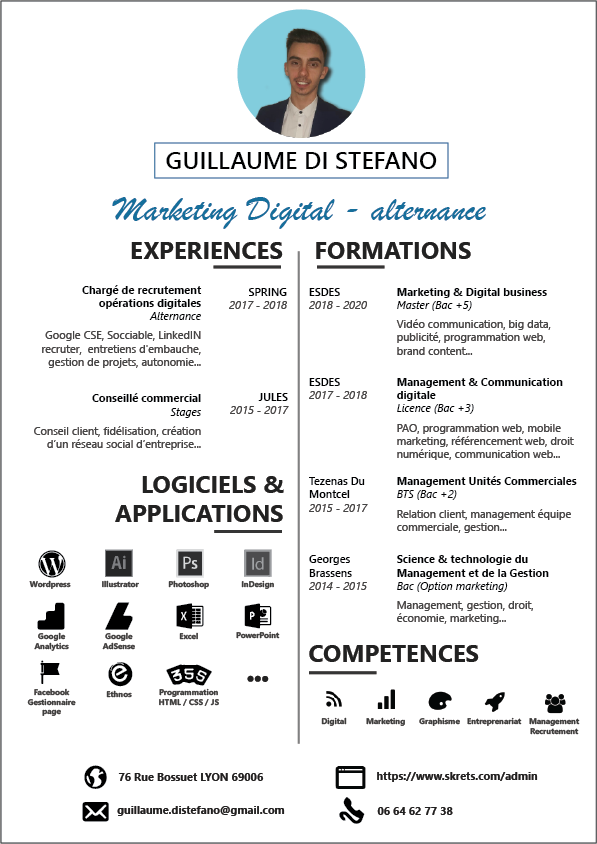 GUILLAUME DI STEFANO
Marketing Digital - alternance
EXPERIENCES
Chargé de recrutement
opérations digitales
Alternance
SPRING
2017 - 2018
Google CSE, Socciable, LinkedIN
recruter, entretiens d'embauche,
gestion de projets, autonomie...
Conseillé commercial
Stages
JULES
2015 - 2017
Conseil client, fidélisation, création
d'un réseau social d'entreprise...
LOGICIELS &
APPLICATIONS
Wordpress
Ai
Illustrator
Ps
Photoshop
Id
InDesign
Google
Analytics
Google
AdSense
Excel
PowerPoint
Facebook
Gestionnaire
page
Ethnos
Programmation
HTML / CSS / JS
...
FORMATIONS
ESDES
2018 - 2020
Marketing & Digital business
Master (Bac +5)
Vidéo communication, big data,
publicité, programmation web,
brand content...
ESDES
2017 - 2018
Management & Communication
digitale
Licence (Bac +3)
PAO, programmation web, mobile
marketing, référencement web, droit
numérique, communication web...
Tezenas Du
Montcel
2015 - 2017
Management Unités Commerciales
BTS (Bac +2)
Relation client, management équipe
commerciale, gestion...
Georges
Brassens
2014 - 2015
Science & technologie du
Management et de la Gestion
Bac (Option marketing)
Management, gestion, droit,
économie, marketing...
COMPETENCES
Digital
Marketing
Graphisme
Entreprenariat
Management
Recrutement
76 Rue Bossuet LYON 69006
https://www.skrets.com/admin
guillaume.distefano@gmail.com
06 64 62 77 38